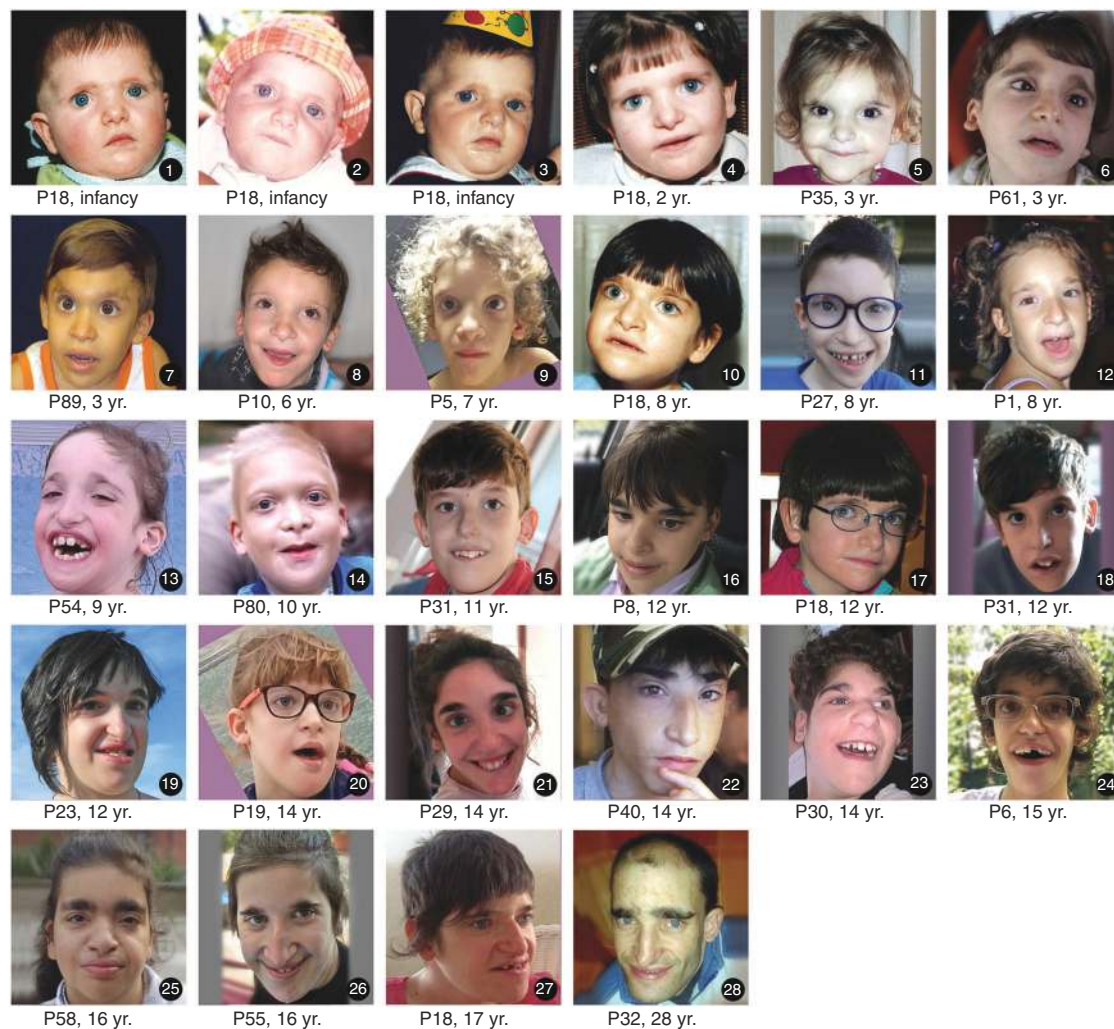 1 2 3 4 5 6
P18, infancy P18, infancy P18, infancy P18, 2 yr. P35, 3 yr. P61, 3 yr.
7 8 9 10 11 12
P89, 3 yr. P10, 6 yr. P5, 7 yr. P18, 8 yr. P27, 8 yr. P1, 8 yr.
13 14 15 16 17 18
P54, 9 yr. P80, 10 yr. P31, 11 yr. P8, 12 yr. P18, 12 yr. P31, 12 yr.
19 20 21 22 23 24
P23, 12 yr. P19, 14 yr. P29, 14 yr. P40, 14 yr. P30, 14 yr. P6, 15 yr.
25 26 27 28
P58, 16 yr. P55, 16 yr. P18, 17 yr. P32, 28 yr.